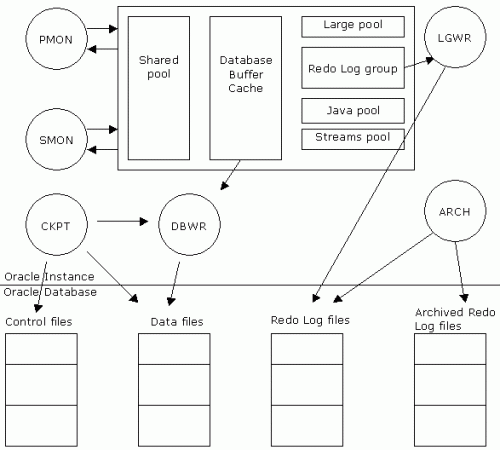 PMON
SMON
Shared
pool
Database
Buffer
Cache
Large pool
Redo Log group
Java pool
Streams pool
LGWR
CKPT
DBWR
ARCH
Oracle Instance
Oracle Database
Control files
Data files
Redo Log files
Archived Redo
Log files